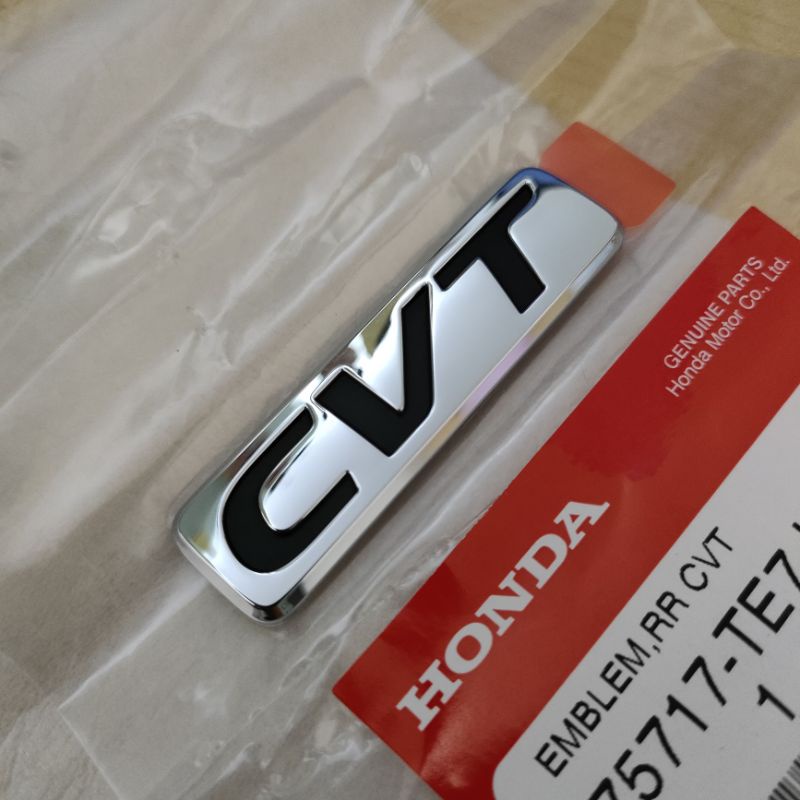 CVT
GENUINE PARTS
Honda Motor Co., Ltd.
HONDA
EMBLEM,RR CVT
75717-TE7
1